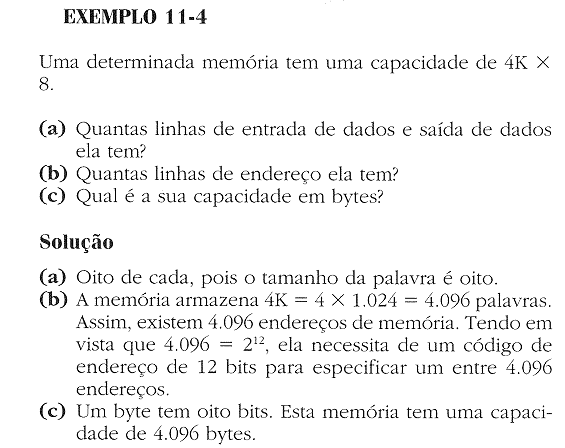 EXEMPLO 11-4
Uma determinada memória tem uma capacidade de 4K ×
8.
(a) Quantas linhas de entrada de dados e saída de dados
ela tem?
(b) Quantas linhas de endereço ela tem?
(c) Qual é a sua capacidade em bytes?
Solução
(a) Oito de cada, pois o tamanho da palavra é oito.
(b) A memória armazena 4K = 4 × 1.024 = 4.096 palavras.
Assim, existem 4.096 endereços de memória. Tendo em
vista que 4.096 = 2¹², ela necessita de um código de
endereço de 12 bits para especificar um entre 4.096
endereços.
(c) Um byte tem oito bits. Esta memória tem uma capaci-
dade de 4.096 bytes.